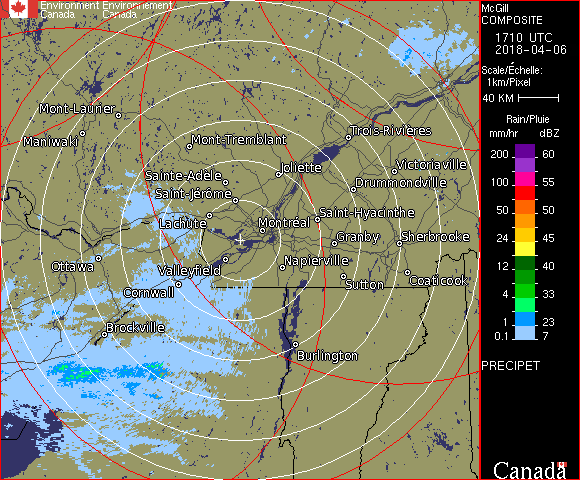 Environment Environnement
Canada Canada
Mont-Laurier
Maniwaki
Mont-Tremblant
Trois-Rivières
Joliette
Victoriaville
Sainte-Adèle
Drummondville
Saint-Jérôme
Lachute
Saint-Hyacinthe
Montréal
Granby
Sherbrooke
Ottawa
Valleyfield
Napierville
Cornwall
Sutton
Coaticook
Brockville
Burlington
McGill
COMPOSITE
1710 UTC
2018-04-06
Scale/Échelle:
1km/Pixel
40 KM
Rain/Pluie
mm/hr dBZ
200 60
155
100 55
50 50
24 45
12 40
4 33
1 23
0.1 7
PRECIPET
Canada